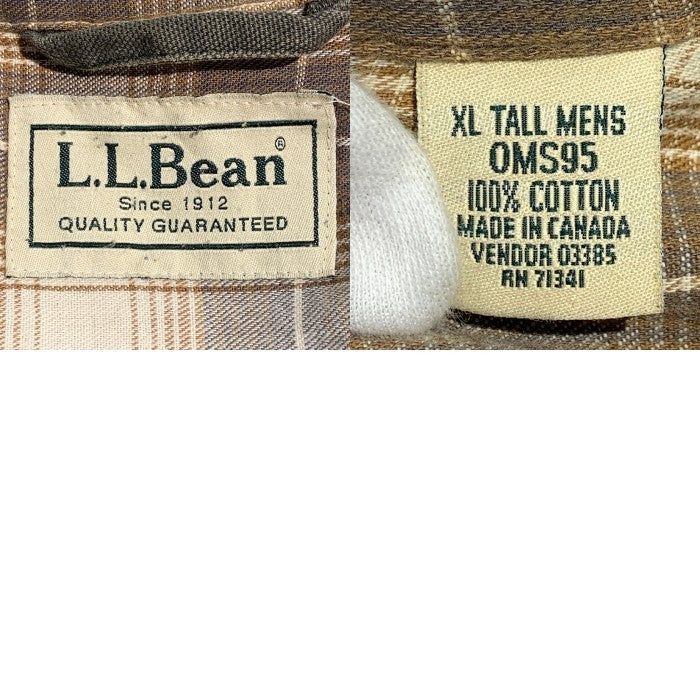 L.L.Bean®
Since 1912
QUALITY GUARANTEED
XL TALL MENS
OMS95
100% COTTON
MADE IN CANADA
VENDOR 03385
RN 71341